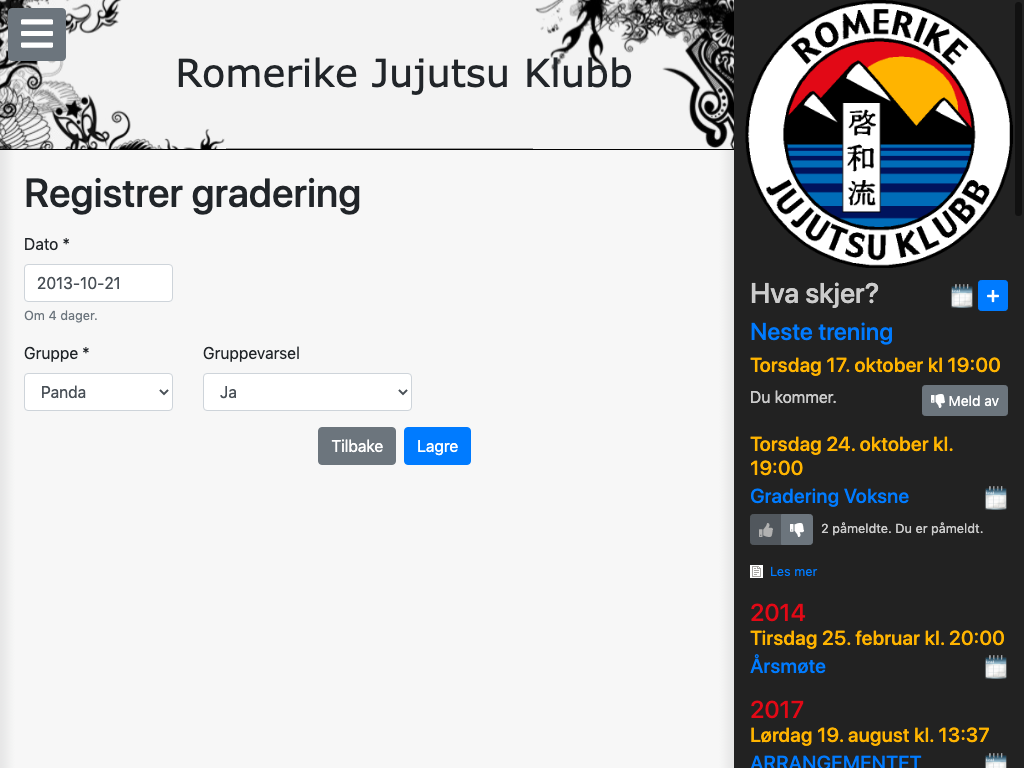 Romerike Jujutsu Klubb
Registrer gradering
Dato *
2013-10-21
Om 4 dager.
Gruppe *
Gruppevarsel
Panda
Ja
Tilbake
Lagre
ROMERIKE
啓和流
JUJUTSU KLUBB
Hva skjer?
+
Neste trening
Torsdag 17. oktober kl 19:00
Du kommer.
Meld av
Torsdag 24. oktober kl.
19:00
Gradering Voksne
2 påmeldte. Du er påmeldt.
Les mer
2014
Tirsdag 25. februar kl. 20:00
Årsmøte
2017
Lørdag 19. august kl. 13:37
ARRANGEMENTET